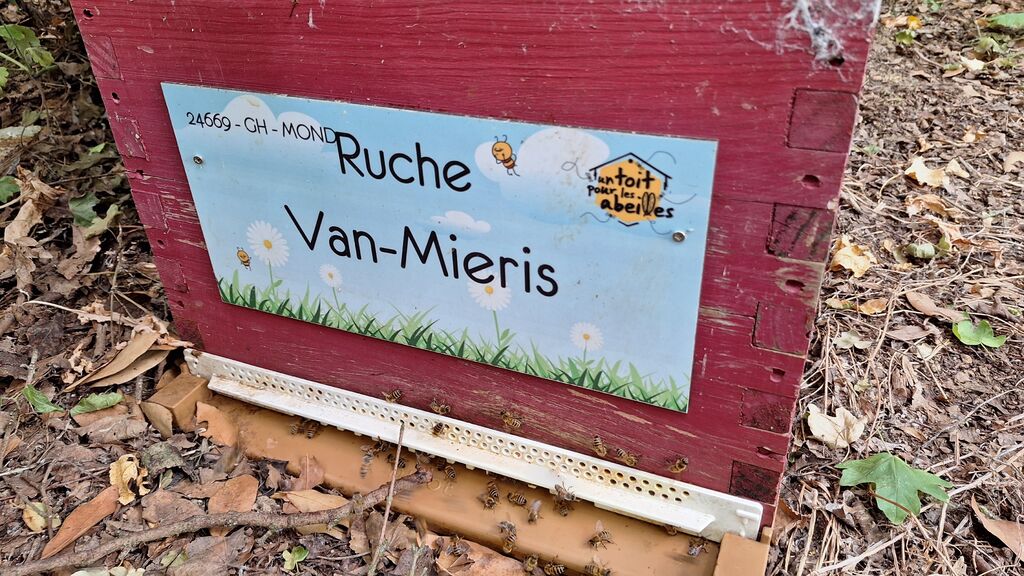 24669 - GH - MOND
Ruche
un toit
pour les
abeilles
Van-Mieris